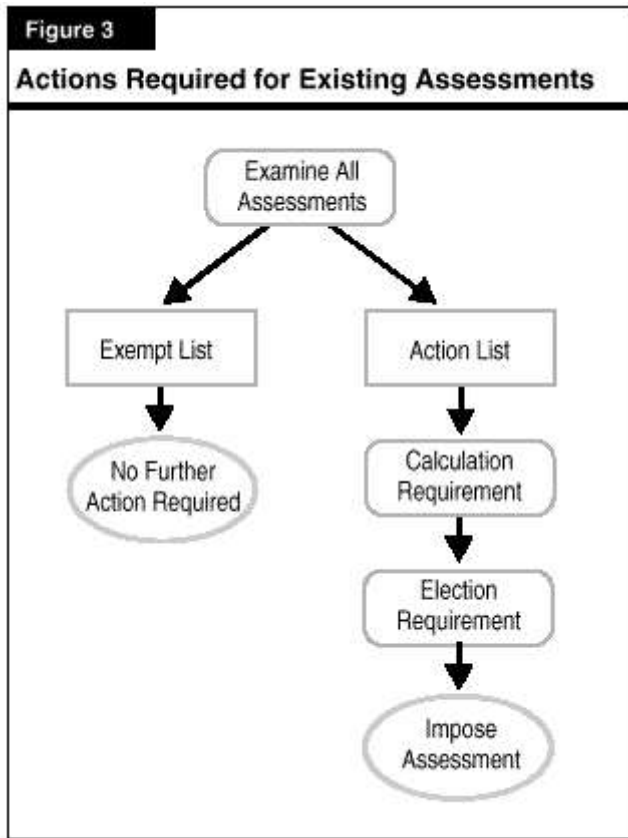 Figure 3
Actions Required for Existing Assessments
Examine All
Assessments
Exempt List
Action List
No Further
Action Required
Calculation
Requirement
Election
Requirement
Impose
Assessment